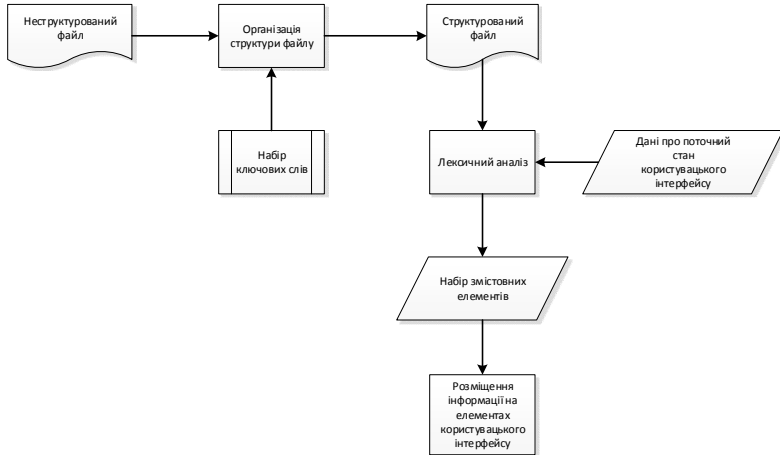 Неструктурований
файл
Організація
структури файлу
Структурований
файл
Набір
ключових слів
Лексичний аналіз
Дані про поточний
стан
користувацького
інтерфейсу
Набір змістовних
елементів
Розміщення
інформації на
елементах
користувацького
інтерфейсу